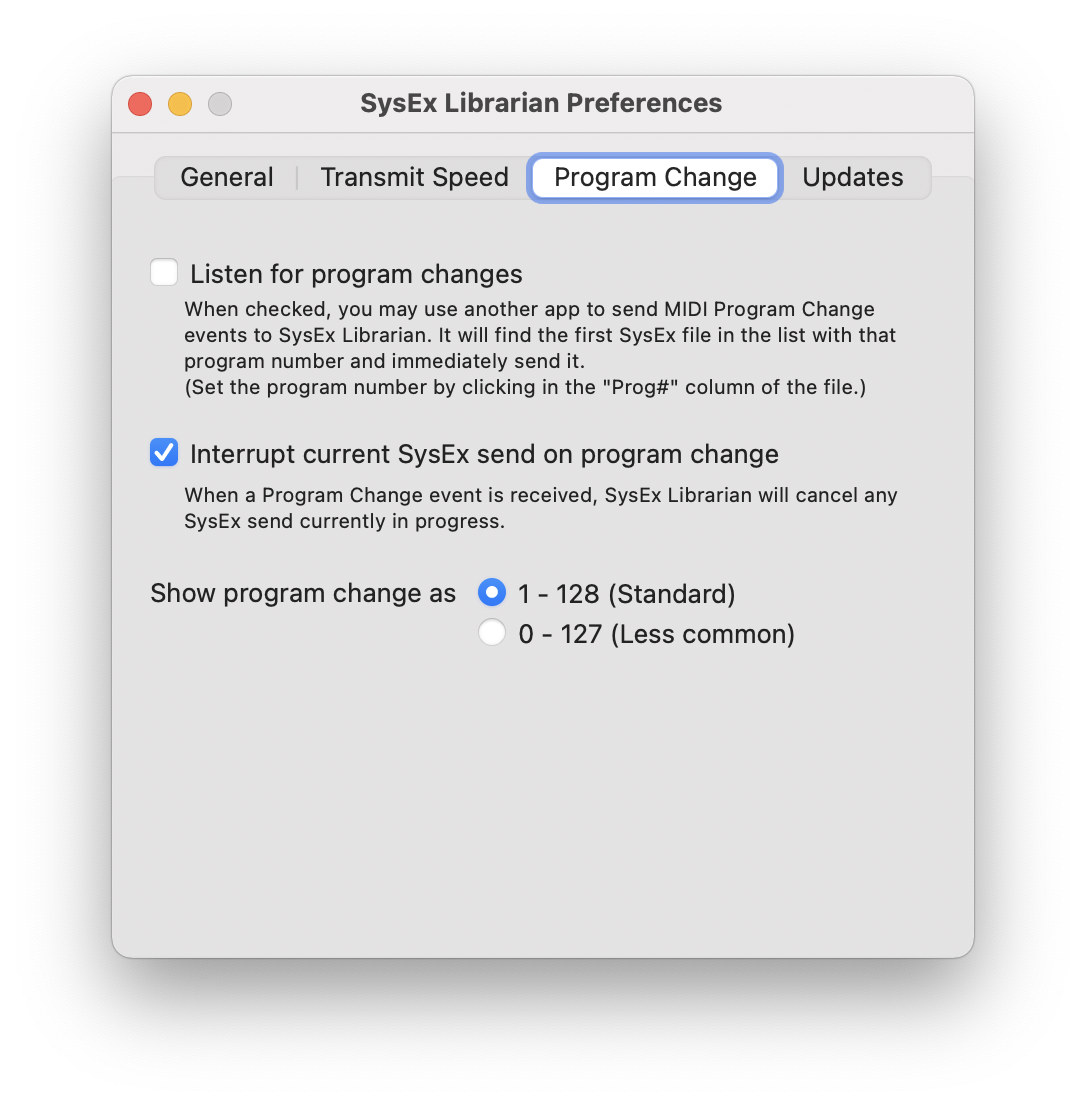 SysEx Librarian Preferences
General
Transmit Speed
Program Change
Updates
Listen for program changes
When checked, you may use another app to send MIDI Program Change
events to SysEx Librarian. It will find the first SysEx file in the list with that
program number and immediately send it.
(Set the program number by clicking in the "Prog#" column of the file.)
Interrupt current SysEx send on program change
When a Program Change event is received, SysEx Librarian will cancel any
SysEx send currently in progress.
Show program change as
1 - 128 (Standard)
0 - 127 (Less common)